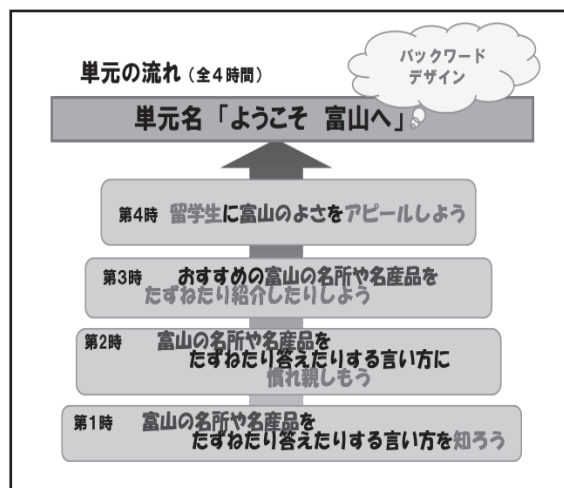 バックワード
デザイン
単元の流れ（全4時間）
単元名「ようこそ 富山へ」
第4時 留学生に富山のよさをアピールしよう
第3時 おすすめの富山の名所や名産品を
たずねたり紹介したりしよう
第2時 富山の名所や名産品を
たずねたり答えたりする言い方に
慣れ親しもう
第1時 富山の名所や名産品を
たずねたり答えたりする言い方を知ろう